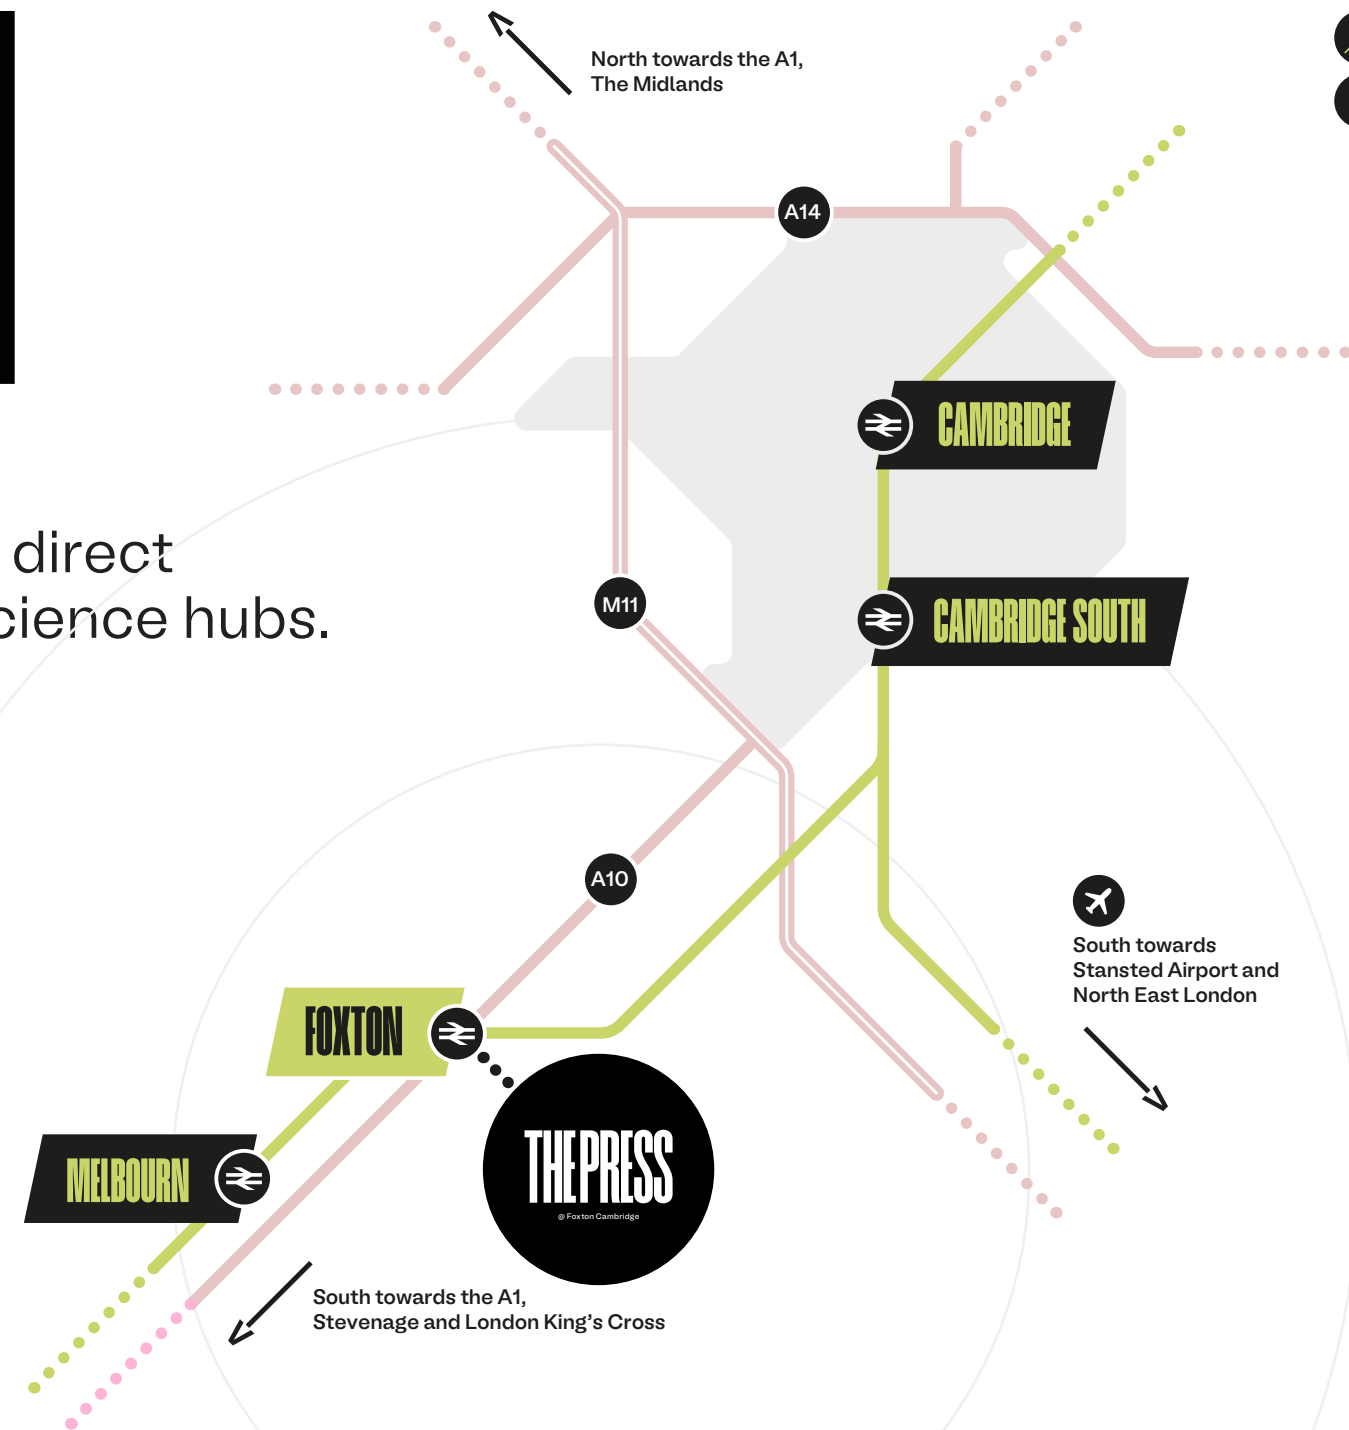 North towards the A1,
The Midlands
A14
CAMBRIDGE
direct
cience hubs.
M11
CAMBRIDGE SOUTH
A10
South towards
Stansted Airport and
North East London
FOXTON
THE PRESS
@ Foxton Cambridge
MELBOURN
South towards the A1,
Stevenage and London King’s Cross